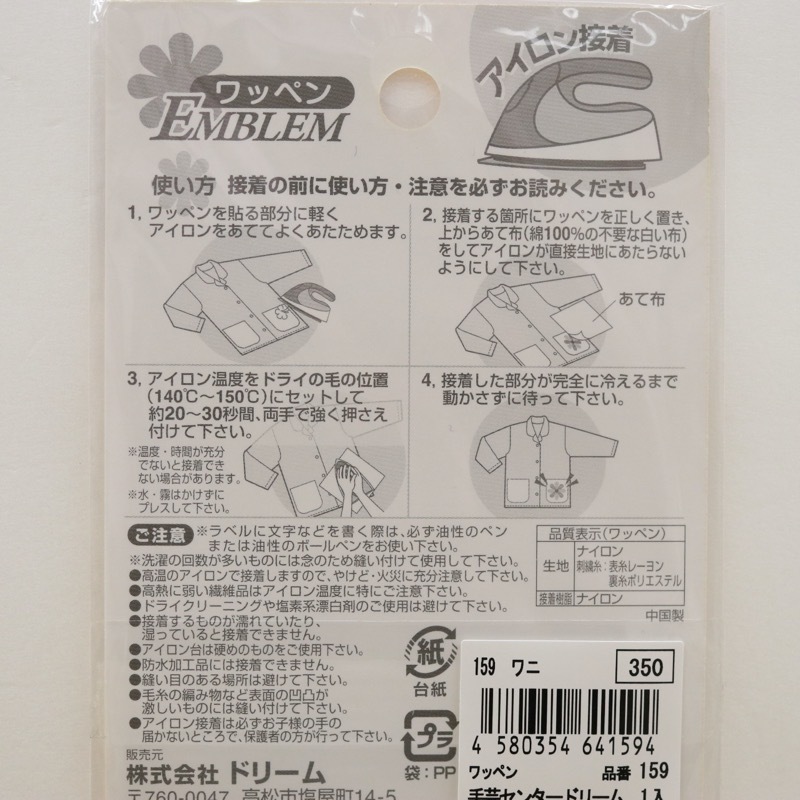 ワッペン
EMBLEM
アイロン接着
使い方 接着の前に使い方・注意を必ずお読みください。
1, ワッペンを貼る部分に軽く
アイロンをあててよくあたためます。
2, 接着する箇所にワッペンを正しく置き、
上からあて布(綿100%の不要な白い布)
をしてアイロンが直接生地にあたらない
ようにして下さい。
あて布
3, アイロン温度をドライの毛の位置
(140℃〜150℃)にセットして
約20〜30秒間、両手で強く押さえ
付けて下さい。
※温度・時間が充分
でないと接着でき
ない場合があります。
※水・霧はかけずに
プレスして下さい。
4, 接着した部分が完全に冷えるまで
動かさずに待って下さい。
ご注意 ※ラベルに文字などを書く際は、必ず油性のペン
または油性のボールペンをお使い下さい。
※洗濯の回数が多いものには念のため縫い付けて使用して下さい。
●高温のアイロンで接着しますので、やけど・火災に充分注意して下さい。
●高熱に弱い繊維品はアイロン温度に特にご注意下さい。
●ドライクリーニングや塩素系漂白剤のご使用は避けて下さい。
●接着するものが濡れていたり、
湿っていると接着できません。
●アイロン台は硬めのものをご使用下さい。
●防水加工品には接着できません。
●縫い目のある場所は避けて下さい。
●毛糸の編み物など表面の凹凸が
激しいものには縫い付けて下さい。
●アイロン接着は必ずお子様の手の
届かないところで、保護者の方が行って下さい。
品質表示(ワッペン)
生地 ナイロン
刺繍糸:表糸レーヨン
裏糸ポリエステル
接着樹脂 ナイロン
中国製
紙
台紙
プラ
袋:PP
販売元
株式会社 ドリーム
〒760-0047 高松市塩屋町14-5
159 ワニ 350
4 580354 641594
ワッペン 品番 159
手芸センタードリーム 1入